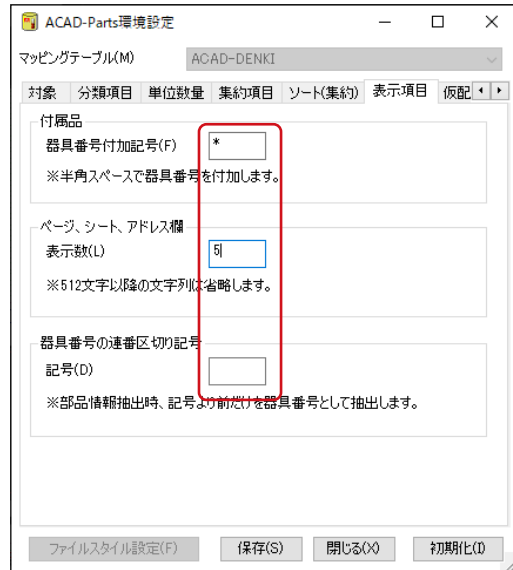 ACAD-Parts環境設定
マッピングテーブル(M) ACAD-DENKI
対象 分類項目 単位数量 集約項目 ソート(集約) 表示項目 仮配
付属品
器具番号付加記号(F) *
※半角スペースで器具番号を付加します。
ページ、シート、アドレス欄
表示数(L) 5
※512文字以降の文字列は省略します。
器具番号の連番区切り記号
記号(D)
※部品情報抽出時、記号より前だけを器具番号として抽出します。
ファイルスタイル設定(F) 保存(S) 閉じる(X) 初期化(I)